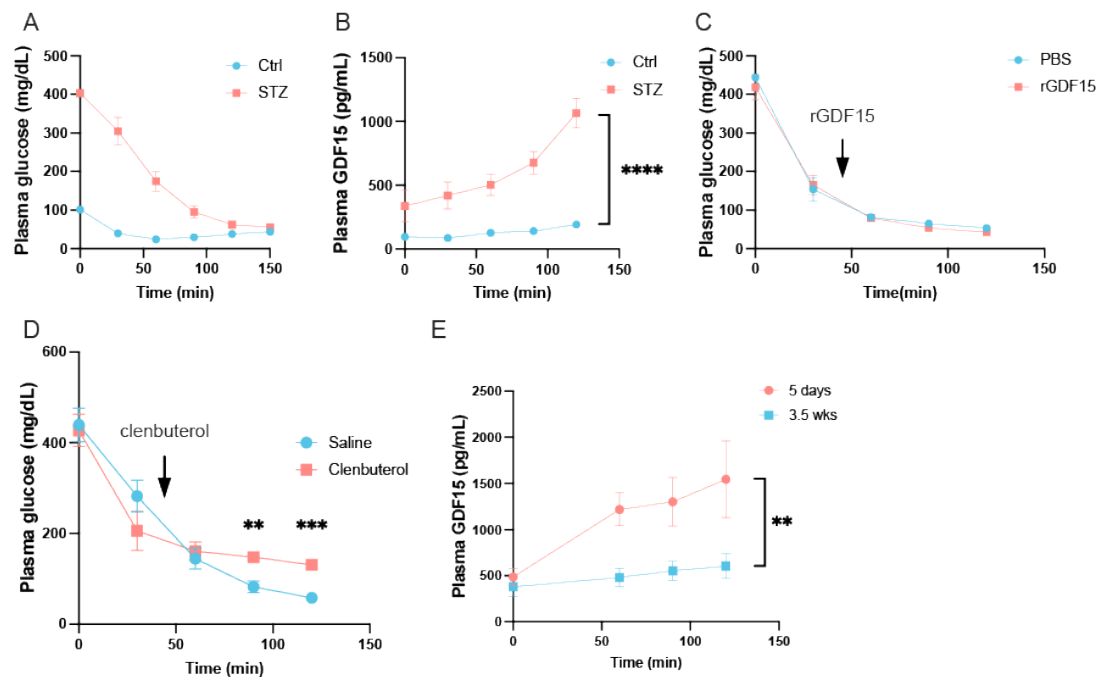 A
Plasma glucose (mg/dL)
500
400
300
200
100
0
0
50
100
150
Time (min)
Ctrl
STZ
B
Plasma GDF15 (pg/mL)
1500
1000
500
0
0
50
100
150
Time (min)
Ctrl
STZ
****
C
Plasma glucose (mg/dL)
500
400
300
200
100
0
0
50
100
150
Time(min)
rGDF15
PBS
rGDF15
D
Plasma glucose (mg/dL)
600
400
200
0
0
50
100
150
Time (min)
clenbuterol
Saline
Clenbuterol
**
***
E
Plasma GDF15 (pg/mL)
2500
2000
1500
1000
500
0
0
50
100
150
Time (min)
5 days
3.5 wks
**